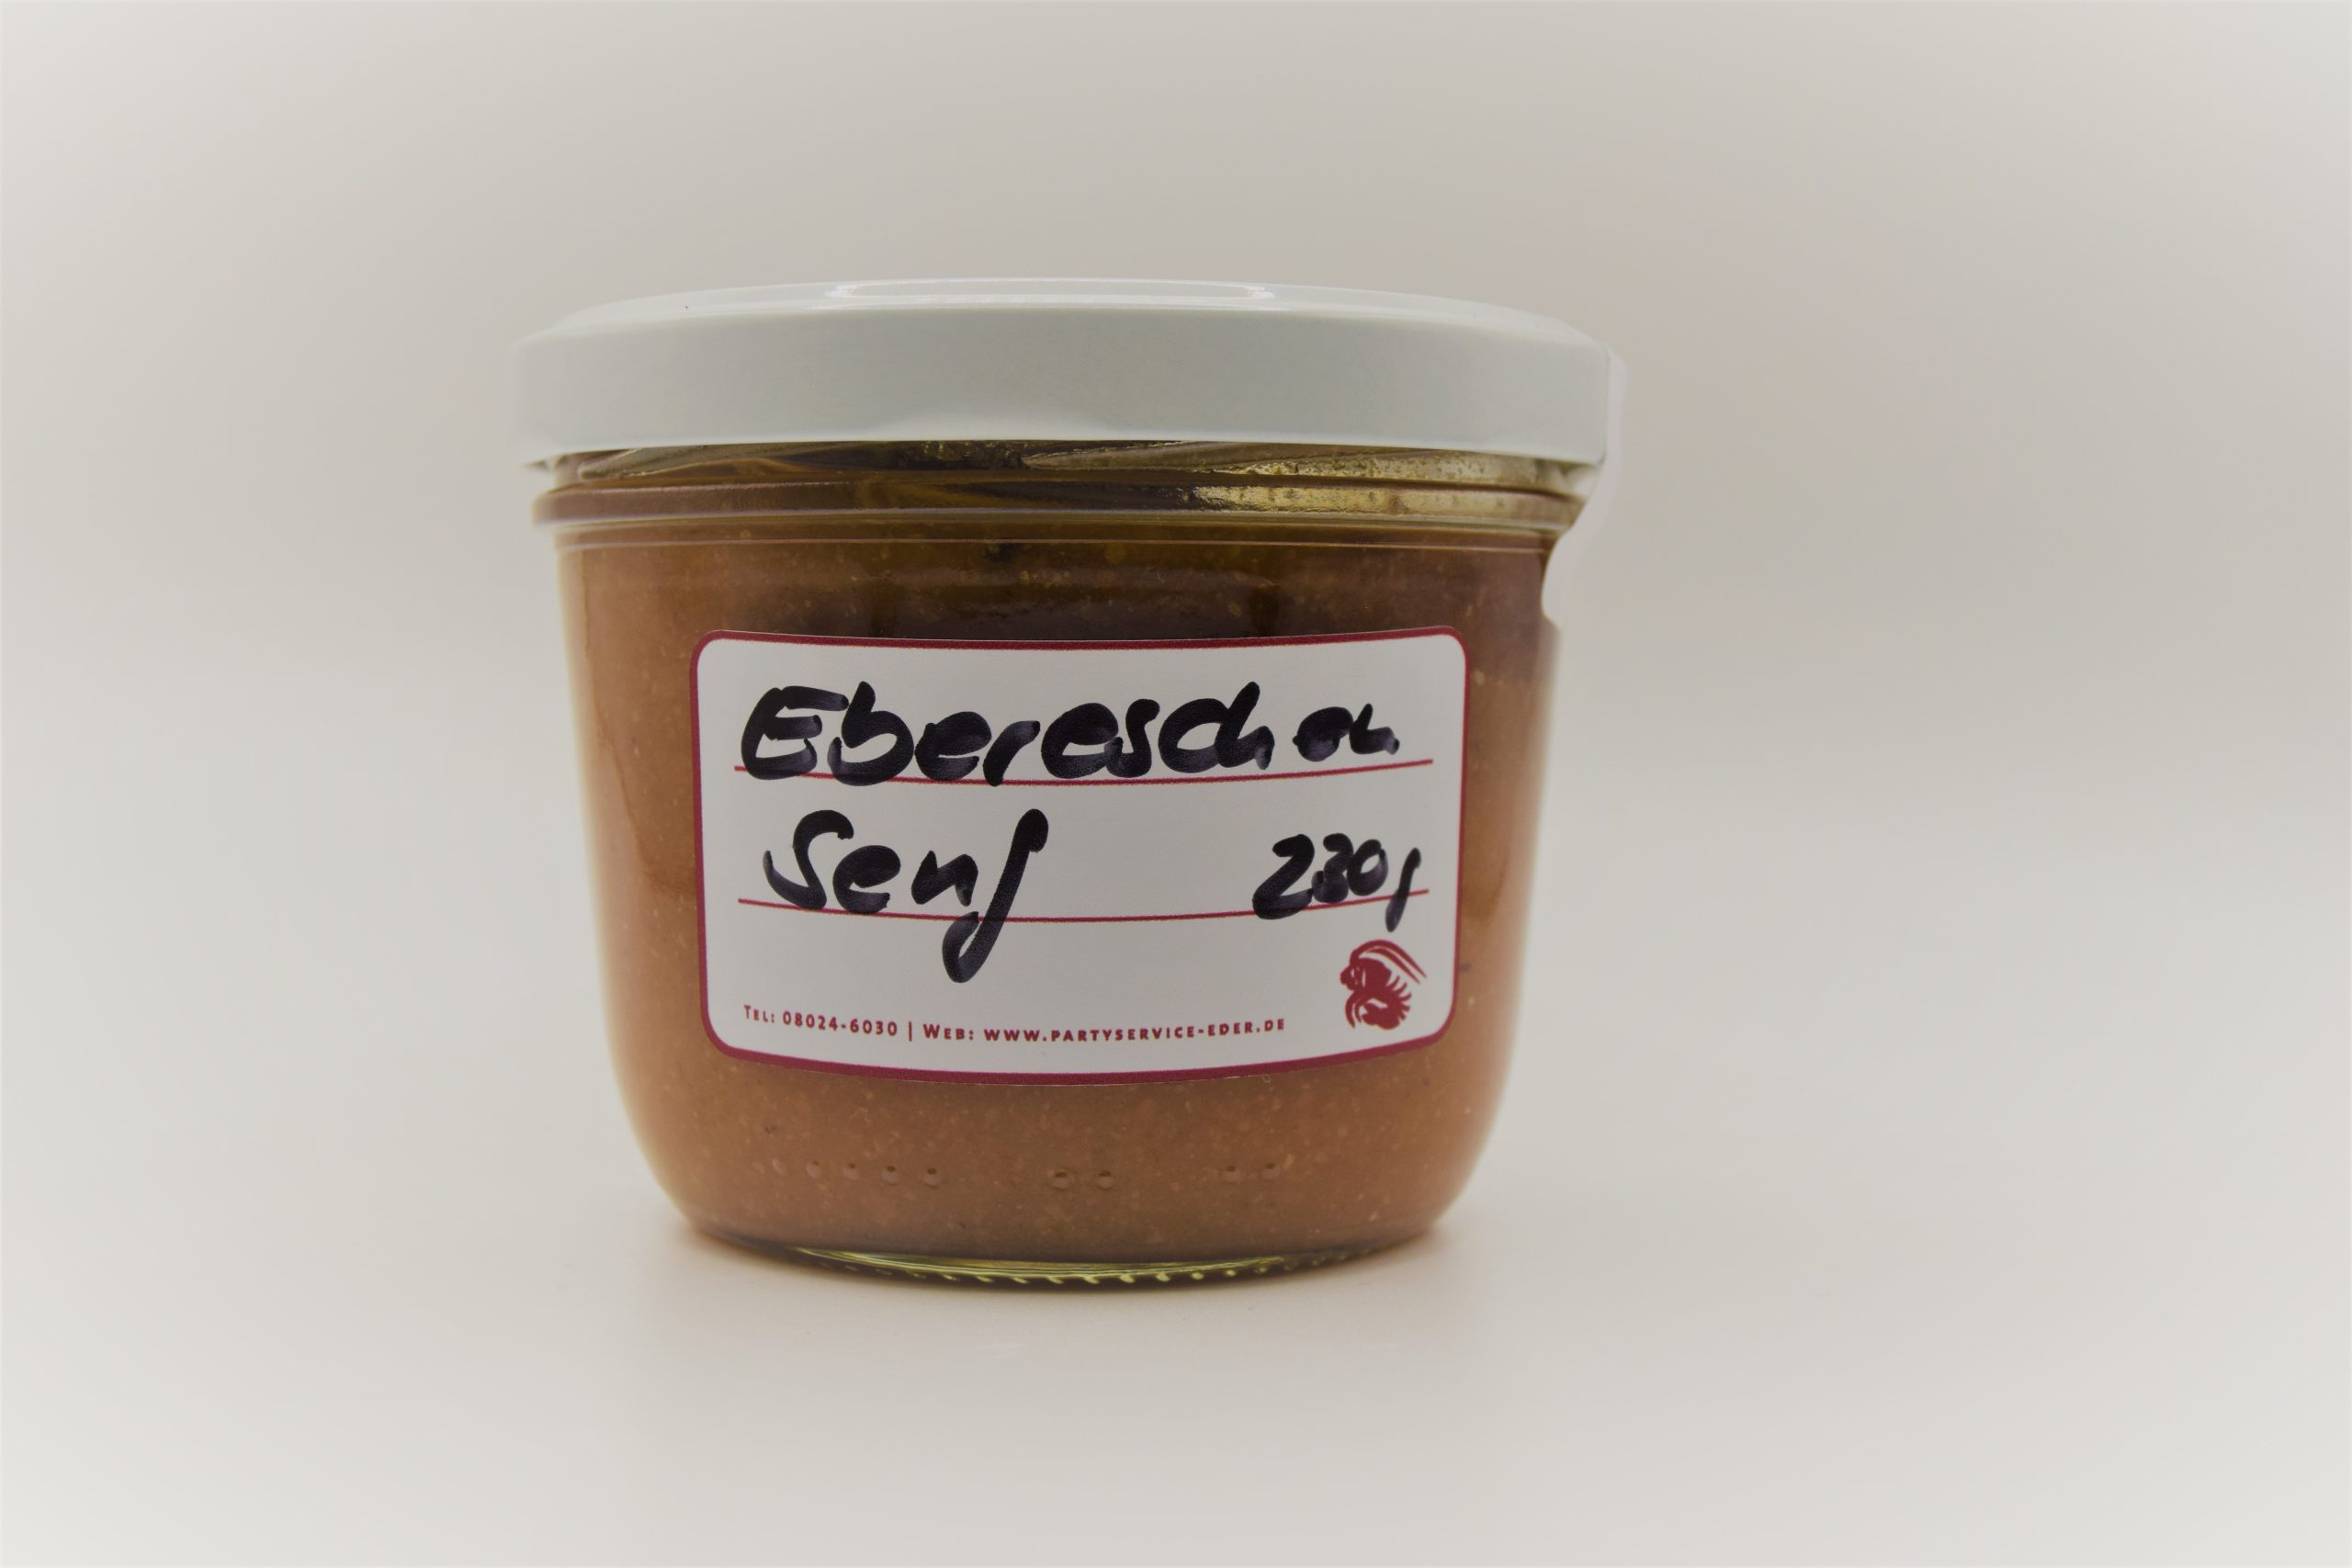 Ebereschen
Senf 230g
TEL: 08024-6030 | WEB: WWW.PARTYSERVICE-EDER.DE